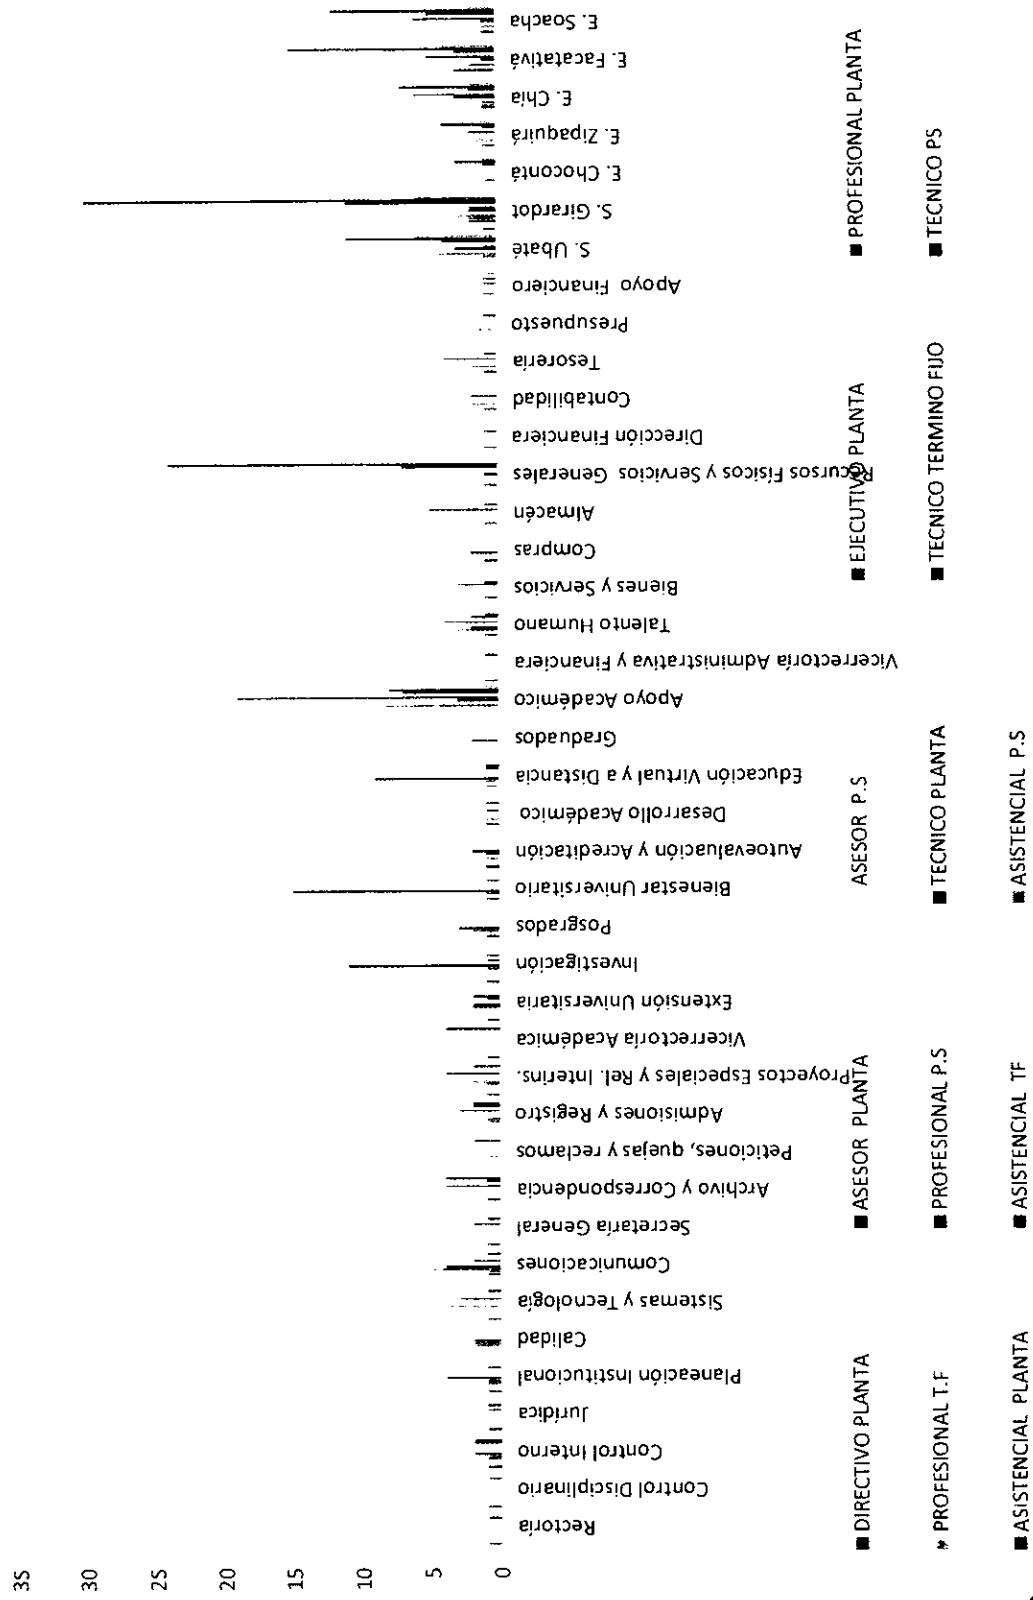 35
30
25
20
15
10
5
0
Rectoría
Control Disciplinario
Control Interno
Jurídica
Planeación Institucional
Calidad
Sistemas y Tecnología
Comunicaciones
Secretaría General
Archivo y Correspondencia
Peticiones, quejas y reclamos
Admisiones y Registro
Proyectos Especiales y Rel. Interins.
Vicerrectoría Académica
Extensión Universitaria
Investigación
Posgrados
Bienestar Universitario
Autoevaluación y Acreditación
Desarrollo Académico
Educación Virtual y a Distancia
Graduados
Apoyo Académico
Vicerrectoría Administrativa y Financiera
Talento Humano
Bienes y Servicios
Compras
Almacén
Recursos Físicos y Servicios Generales
Dirección Financiera
Contabilidad
Tesorería
Presupuesto
Apoyo Financiero
S. Ubaté
S. Girardot
E. Chocontá
E. Zipaquirá
E. Chía
E. Facatativá
E. Soacha
DIRECTIVO PLANTA
ASESOR PLANTA
ASESOR P.S
EJECUTIVO PLANTA
PROFESIONAL PLANTA
PROFESIONAL T.F
PROFESIONAL P.S
TECNICO PLANTA
TECNICO TERMINO FIJO
TECNICO PS
ASISTENCIAL PLANTA
ASISTENCIAL TF
ASISTENCIAL P.S